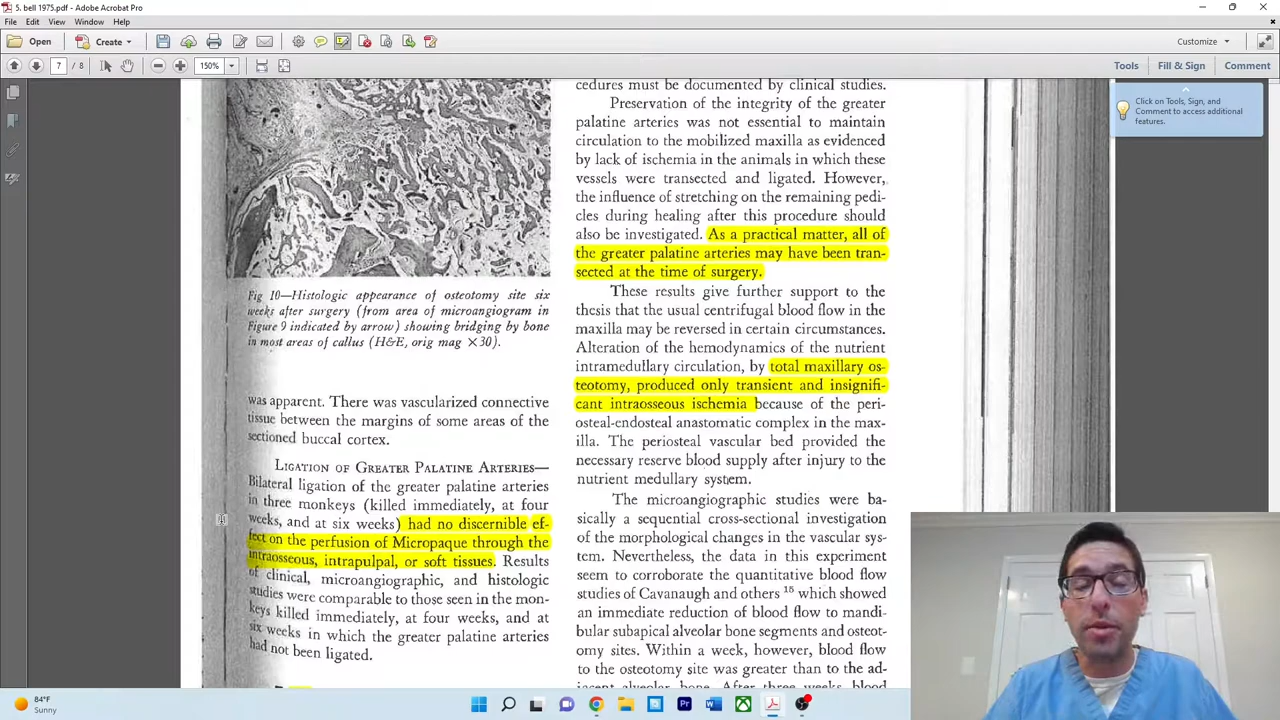 5. bell 1975.pdf - Adobe Acrobat Pro
File Edit View Window Help
Open Create Customize
7 / 8 150% Tools Fill & Sign Comment
Click on Tools, Sign, and
Comment to access additional
features.
Fig 10—Histologic appearance of osteotomy site six
weeks after surgery (from area of microangiogram in
Figure 9 indicated by arrow) showing bridging by bone
in most areas of callus (H&E, orig mag ×30).
was apparent. There was vascularized connective
tissue between the margins of some areas of the
sectioned buccal cortex.
LIGATION OF GREATER PALATINE ARTERIES—
Bilateral ligation of the greater palatine arteries
in three monkeys (killed immediately, at four
weeks, and at six weeks) had no discernible ef-
fect on the perfusion of Micropaque through the
intraosseous, intrapulpal, or soft tissues. Results
of clinical, microangiographic, and histologic
studies were comparable to those seen in the mon-
keys killed immediately, at four weeks, and at
six weeks in which the greater palatine arteries
had not been ligated.
cedures must be documented by clinical studies.
Preservation of the integrity of the greater
palatine arteries was not essential to maintain
circulation to the mobilized maxilla as evidenced
by lack of ischemia in the animals in which these
vessels were transected and ligated. However,
the influence of stretching on the remaining pedi-
cles during healing after this procedure should
also be investigated. As a practical matter, all of
the greater palatine arteries may have been tran-
sected at the time of surgery.
These results give further support to the
thesis that the usual centrifugal blood flow in the
maxilla may be reversed in certain circumstances.
Alteration of the hemodynamics of the nutrient
intramedullary circulation, by total maxillary os-
teotomy, produced only transient and insignifi-
cant intraosseous ischemia because of the peri-
osteal-endosteal anastomatic complex in the max-
illa. The periosteal vascular bed provided the
necessary reserve blood supply after injury to the
nutrient medullary system.
The microangiographic studies were ba-
sically a sequential cross-sectional investigation
of the morphological changes in the vascular sys-
tem. Nevertheless, the data in this experiment
seem to corroborate the quantitative blood flow
studies of Cavanaugh and others 15 which showed
an immediate reduction of blood flow to mandi-
bular subapical alveolar bone segments and osteot-
omy sites. Within a week, however, blood flow
to the osteotomy site was greater than to the ad-
jacent alveolar bone. After three weeks, blood
84°F
Sunny